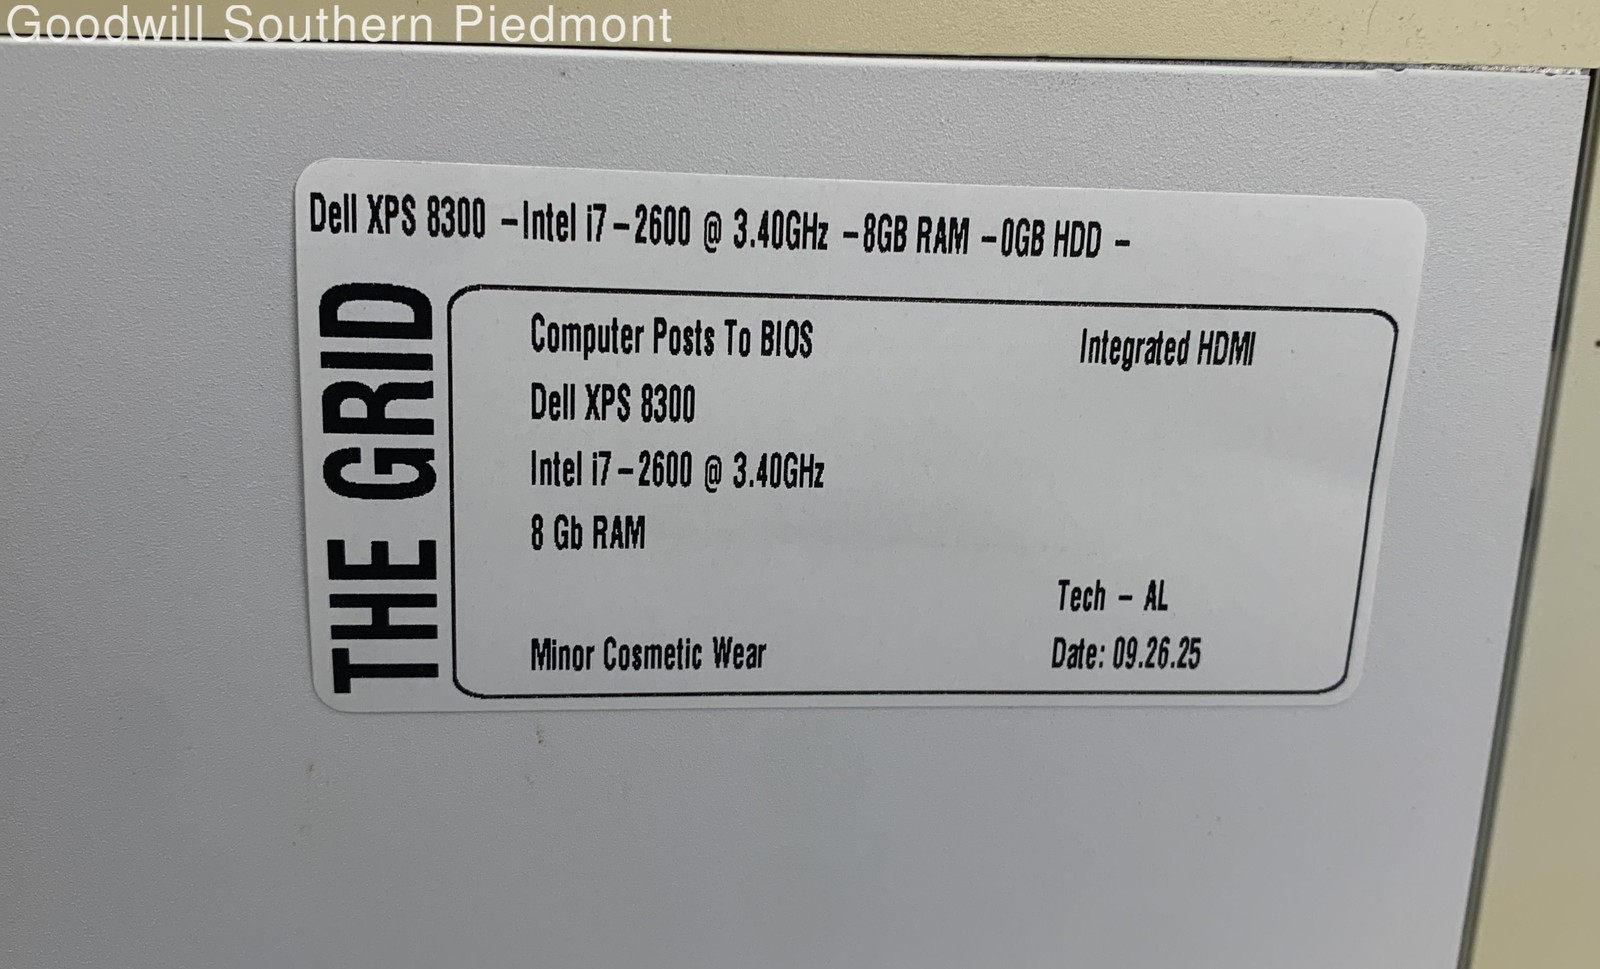 Goodwill Southern Piedmont
Dell XPS 8300 -Intel i7-2600 @ 3.40GHz -8GB RAM -0GB HDD -
THE GRID
Computer Posts To BIOS
Integrated HDMI
Dell XPS 8300
Intel i7-2600 @ 3.40GHz
8 Gb RAM
Tech - AL
Minor Cosmetic Wear
Date: 09.26.25